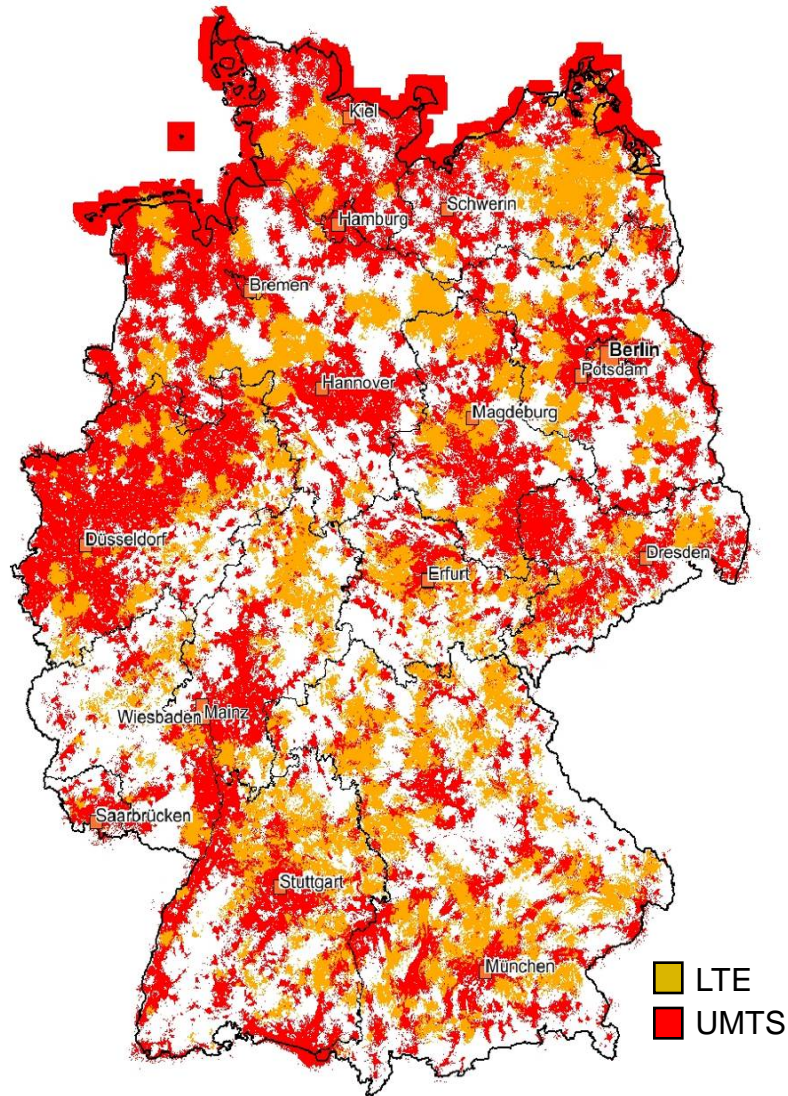 Kiel
Schwerin
Hamburg
Bremen
Berlin
Potsdam
Hannover
Magdeburg
Düsseldorf
Dresden
Erfurt
Wiesbaden
Mainz
Saarbrücken
Stuttgart
München
LTE
UMTS